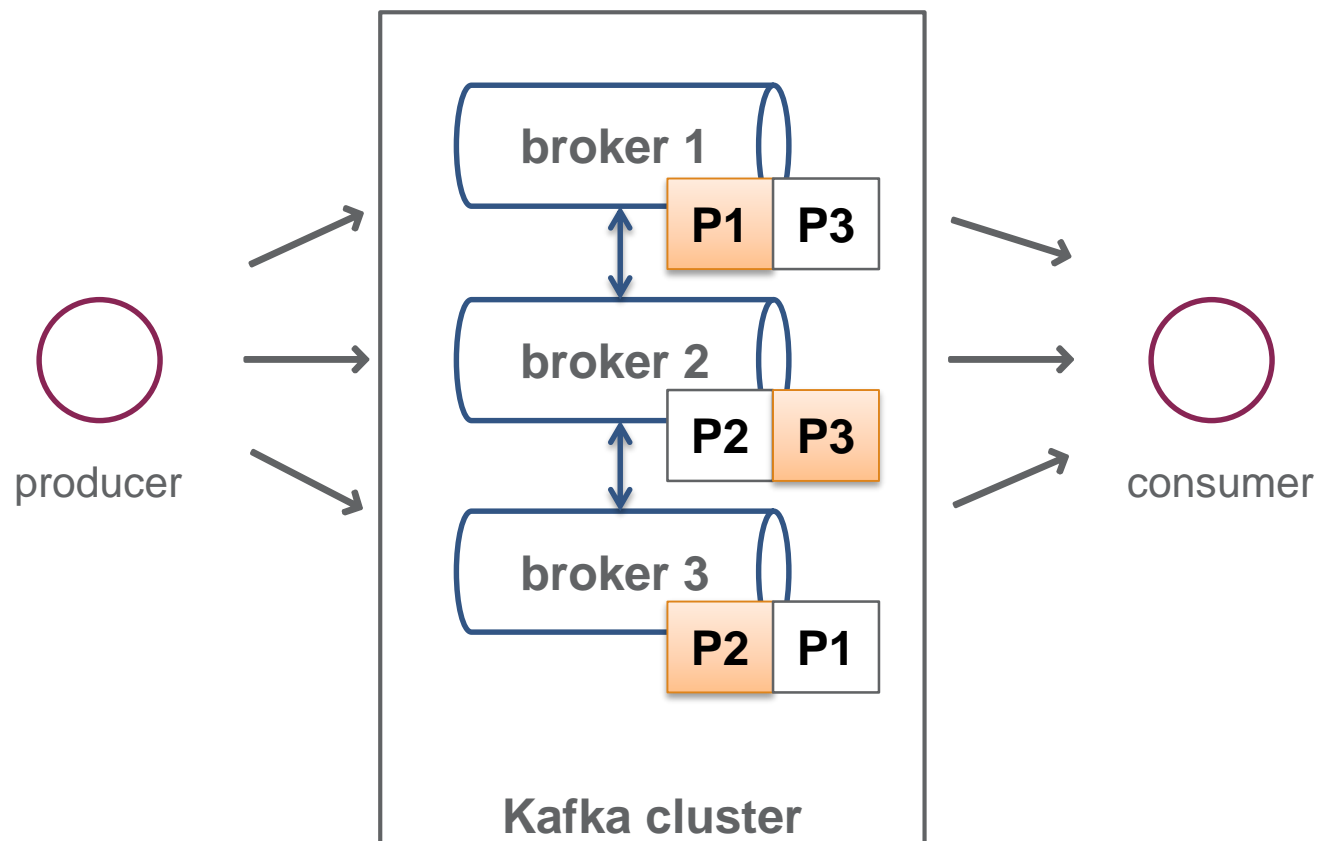 broker 1
P1 P3
broker 2
P2 P3
producer
consumer
broker 3
P2 P1
Kafka cluster